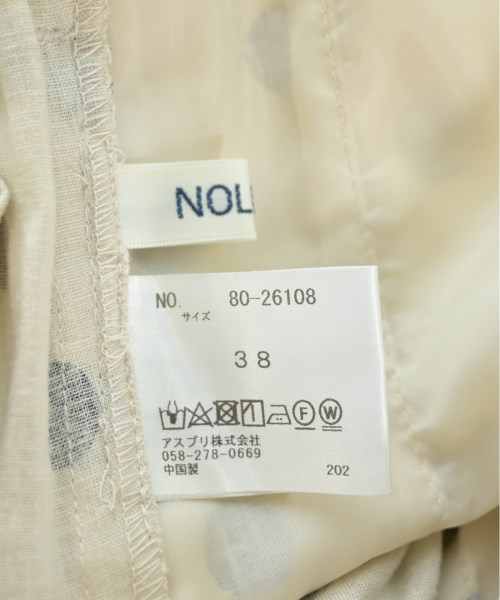 NOL
NO. 80-26108
サイズ
38
F W
アスプリ株式会社
058-278-0669
中国製 202